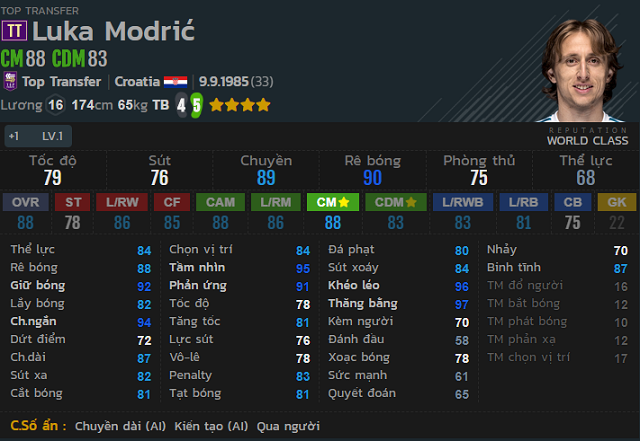 TOP TRANSFER
TT Luka Modrić
CM 88 CDM 83
Top Transfer Croatia 9.9.1985 (33)
Lương 16 174cm 65kg TB 4 5
+1 LV.1
REPUTATION
WORLD CLASS
Tốc độ Sút Chuyền Rê bóng Phòng thủ Thể lực
79 76 89 90 75 68
OVR ST L/RW CF CAM L/RM CM CDM L/RWB L/RB CB GK
88 78 86 85 88 86 88 83 83 81 75 22
Thể lực 84 Chọn vị trí 84 Đá phạt 80 Nhảy 70
Rê bóng 88 Tầm nhìn 95 Sút xoáy 84 Bình tĩnh 87
Giữ bóng 92 Phản ứng 91 Khéo léo 96 TM đổ người 16
Lấy bóng 82 Tốc độ 78 Thăng bằng 97 TM bắt bóng 12
Ch.ngắn 94 Tăng tốc 81 Kèm người 70 TM phát bóng 10
Dứt điểm 72 Lực sút 76 Đánh đầu 58 TM phản xạ 12
Ch.dài 87 Vô-lê 78 Xoạc bóng 78 TM chọn vị trí 17
Sút xa 82 Penalty 83 Sức mạnh 61
Cắt bóng 81 Tạt bóng 81 Quyết đoán 65
C.Số ẩn : Chuyền dài (AI) Kiến tạo (AI) Qua người